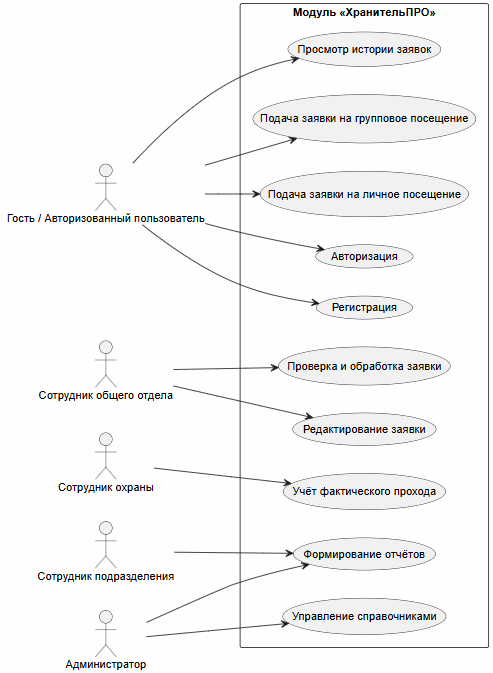 Модуль «ХранительПРО»
Просмотр истории заявок
Подача заявки на групповое посещение
Подача заявки на личное посещение
Гость / Авторизованный пользователь
Авторизация
Регистрация
Проверка и обработка заявки
Сотрудник общего отдела
Редактирование заявки
Сотрудник охраны
Учёт фактического прохода
Формирование отчётов
Сотрудник подразделения
Управление справочниками
Администратор